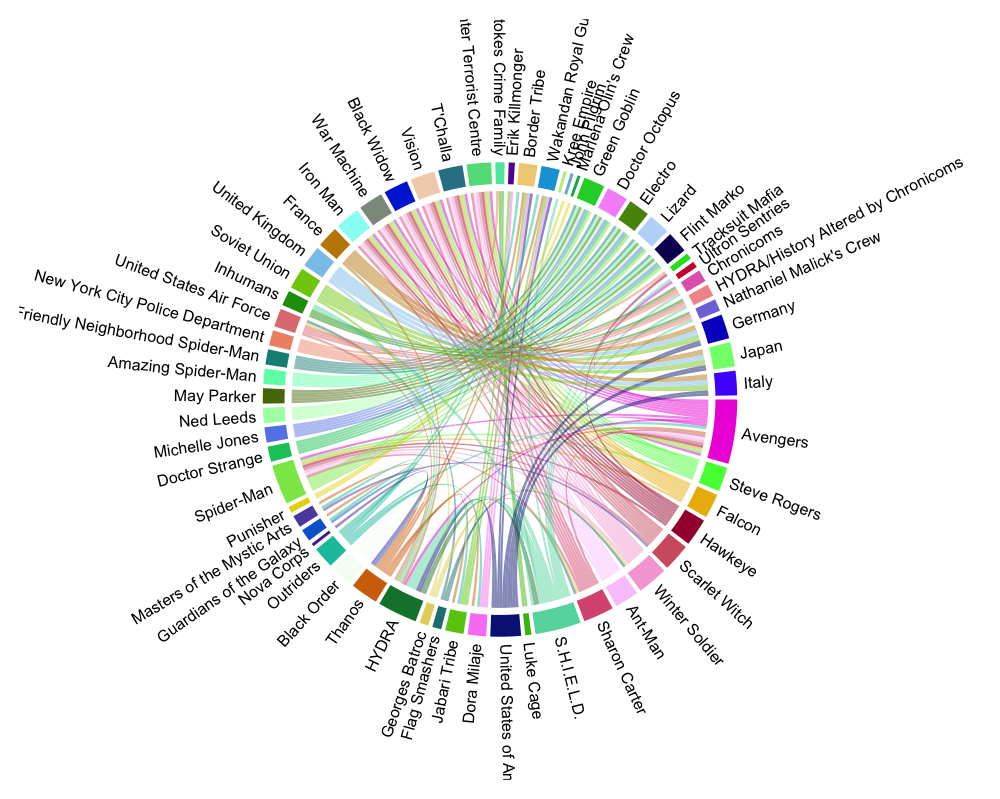 nter Terrorist Centre
tokes Crime Family
Erik Killmonger
Border Tribe
Wakandan Royal Gu
Kree Empire
John Pilgrim
Marlena Olin's Crew
Green Goblin
Doctor Octopus
Electro
Lizard
Flint Marko
Tracksuit Mafia
Ultron Sentries
Chronicoms
HYDRA/History Altered by Chronicoms
Nathaniel Malick's Crew
Germany
Japan
Italy
Avengers
Steve Rogers
Falcon
Hawkeye
Scarlet Witch
Winter Soldier
Ant-Man
Sharon Carter
S.H.I.E.L.D.
Luke Cage
United States of An
Dora Milaje
Jabari Tribe
Flag Smashers
Georges Batroc
HYDRA
Thanos
Black Order
Outriders
Nova Corps
Guardians of the Galaxy
Masters of the Mystic Arts
Punisher
Spider-Man
Doctor Strange
Michelle Jones
Ned Leeds
May Parker
Amazing Spider-Man
Friendly Neighborhood Spider-Man
New York City Police Department
United States Air Force
Inhumans
Soviet Union
United Kingdom
France
Iron Man
War Machine
Black Widow
Vision
T'Challa